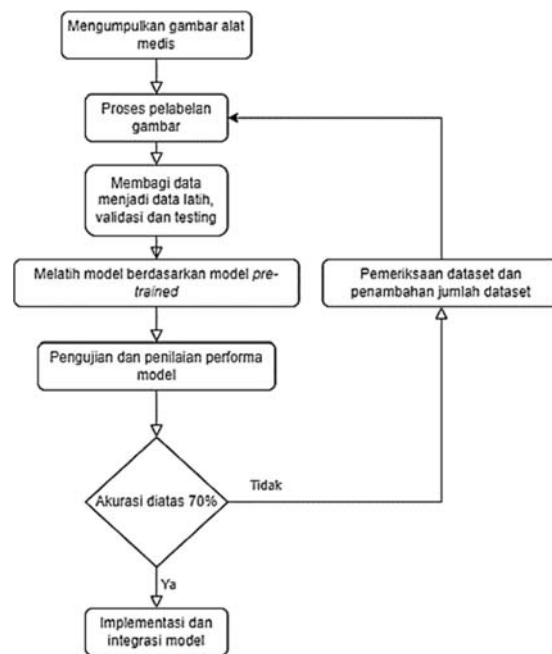 Mengumpulkan gambar alat
medis
Proses pelabelan
gambar
Membagi data
menjadi data latih,
validasi dan testing
Melatih model berdasarkan model pre-
trained
Pemeriksaan dataset dan
penambahan jumlah dataset
Pengujian dan penilaian performa
model
Akurasi diatas 70%
Tidak
Ya
Implementasi dan
integrasi model